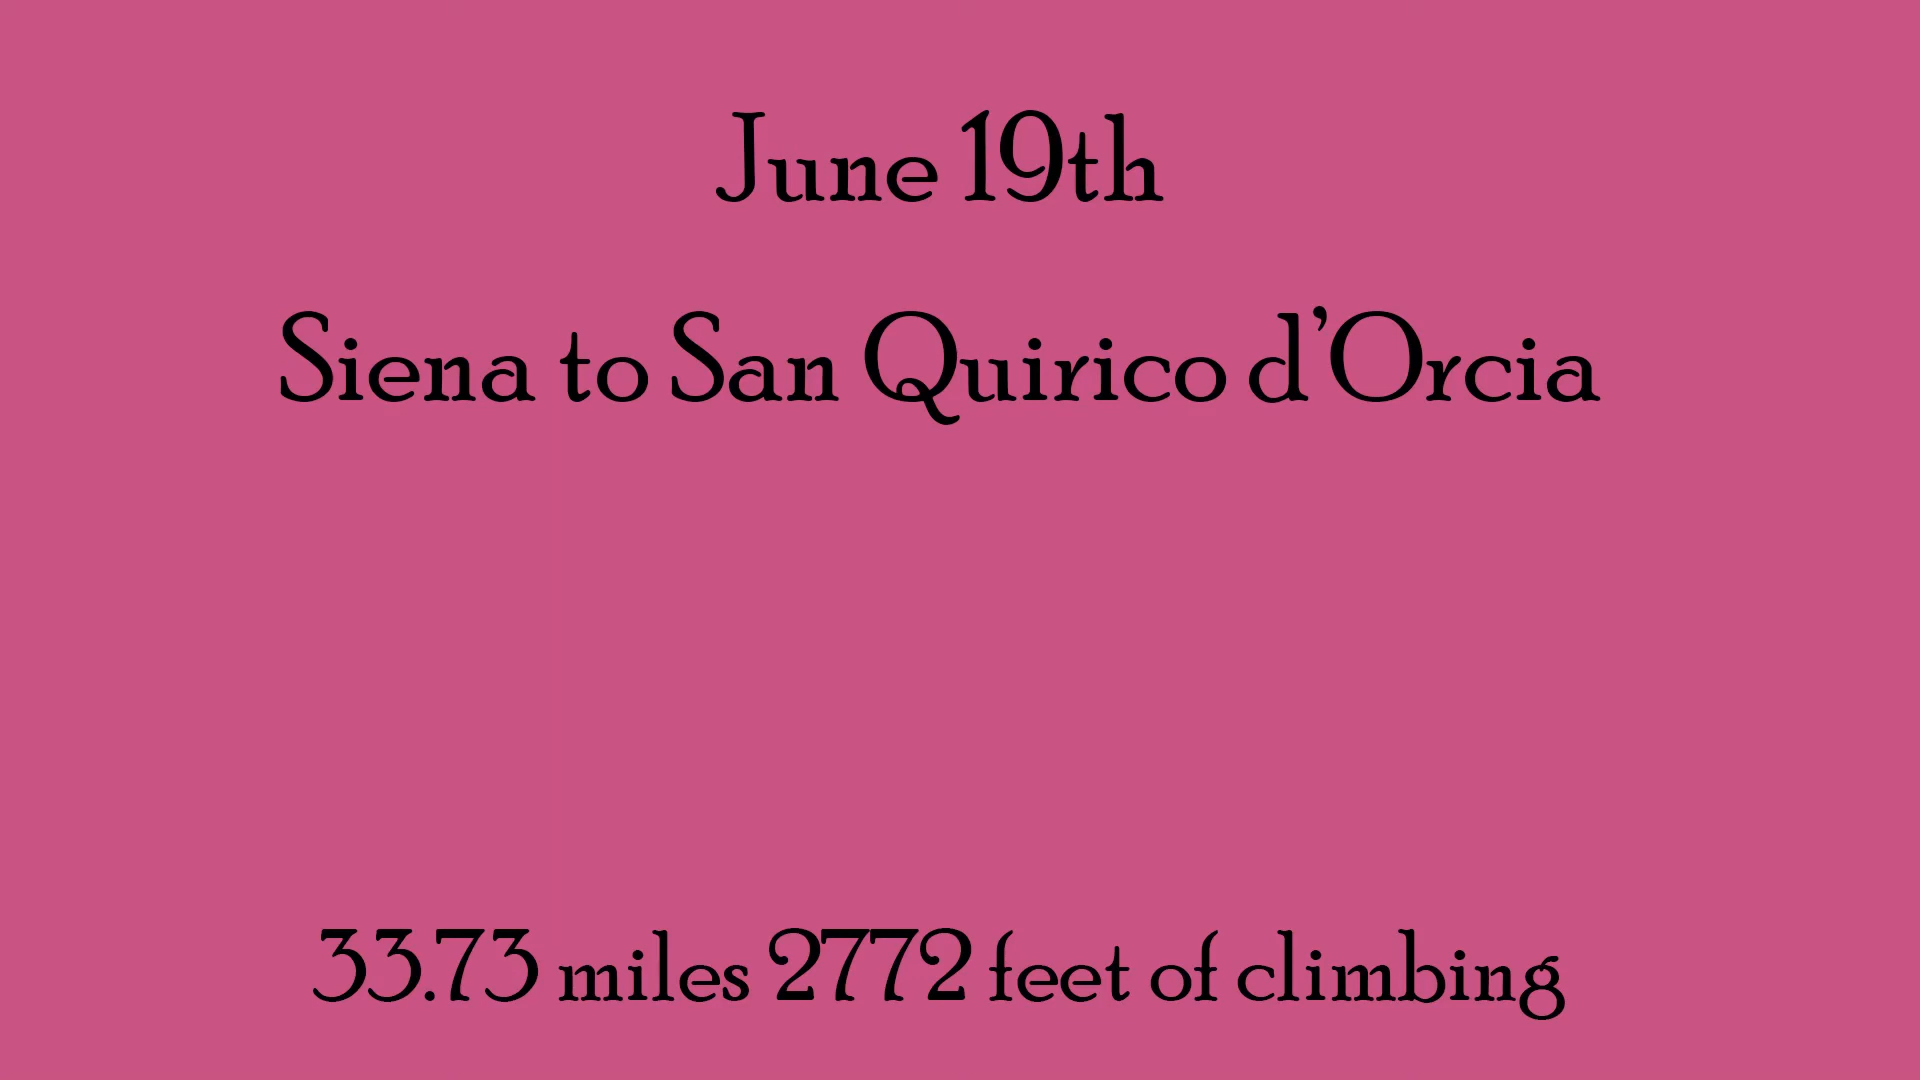 June 19th
Siena to San Quirico d’Orcia
33.73 miles 2772 feet of climbing